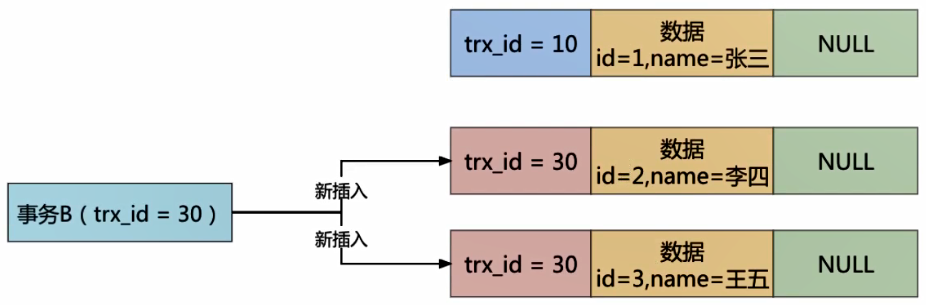 trx_id = 10
数据
id=1,name=张三
NULL
trx_id = 30
数据
id=2,name=李四
NULL
新插入
事务B（trx_id = 30）
新插入
trx_id = 30
数据
id=3,name=王五
NULL